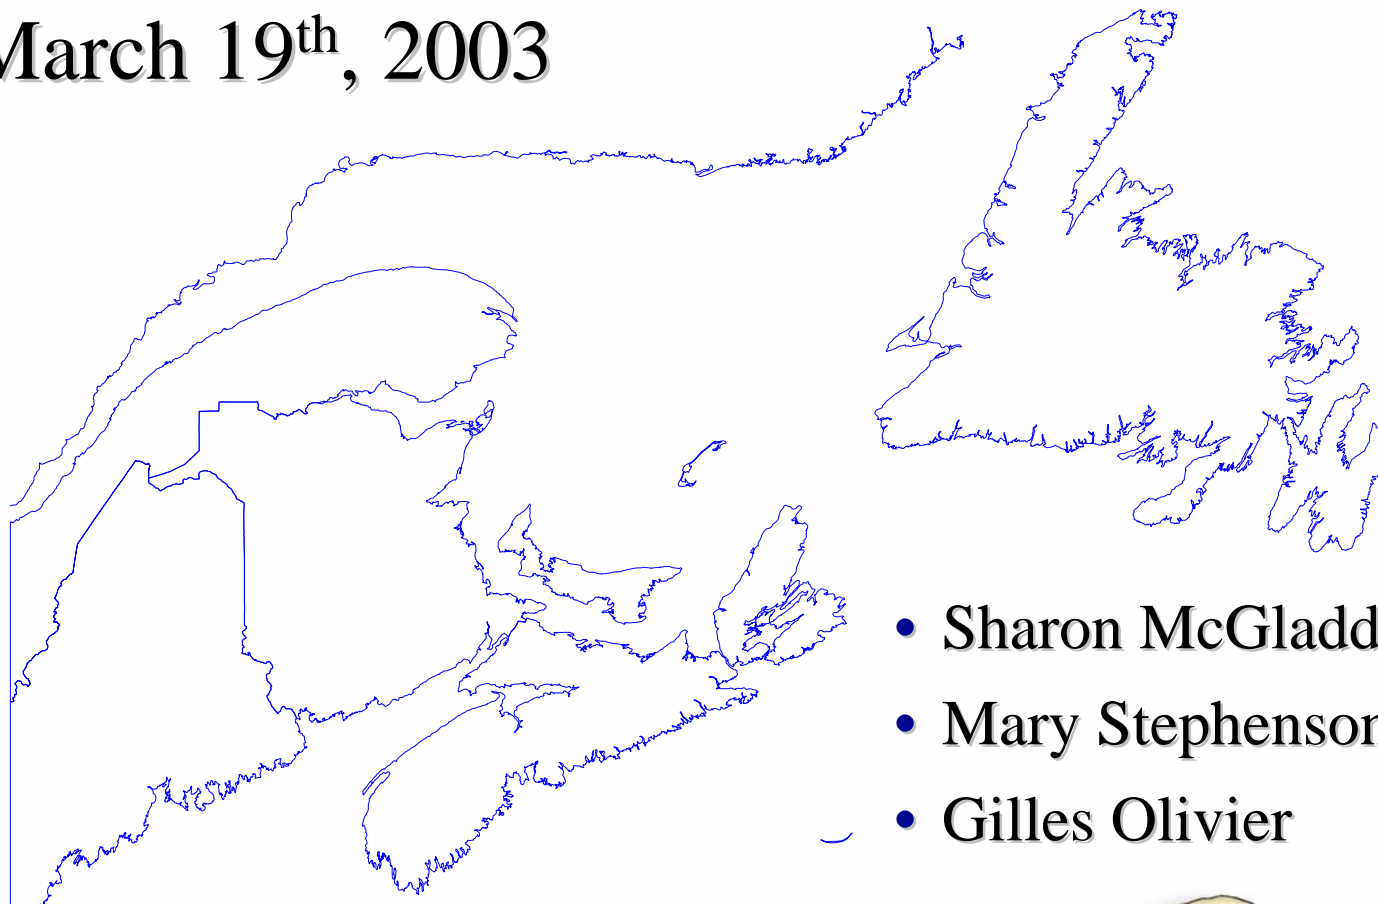 March 19th, 2003
• Sharon McGladd
• Mary Stephenson
• Gilles Olivier